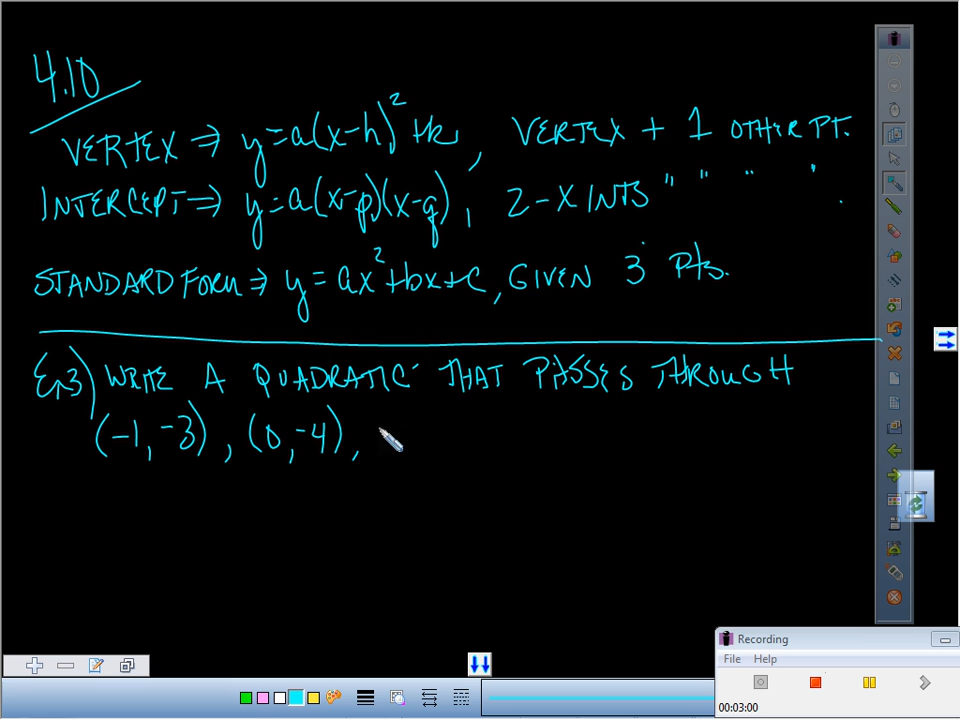 4.10
VERTEX ⇒ y = a(x-h)² + k, VERTEX + 1 OTHER PT.
INTERCEPT ⇒ y = a(x-p)(x-q), 2-X INTS " " " " .
STANDARD FORM ⇒ y = ax² + bx + c, GIVEN 3 Pts.
Ex3) WRITE A QUADRATIC THAT PASSES THROUGH
(-1, -3), (0, -4),
Recording
File Help
00:03:00